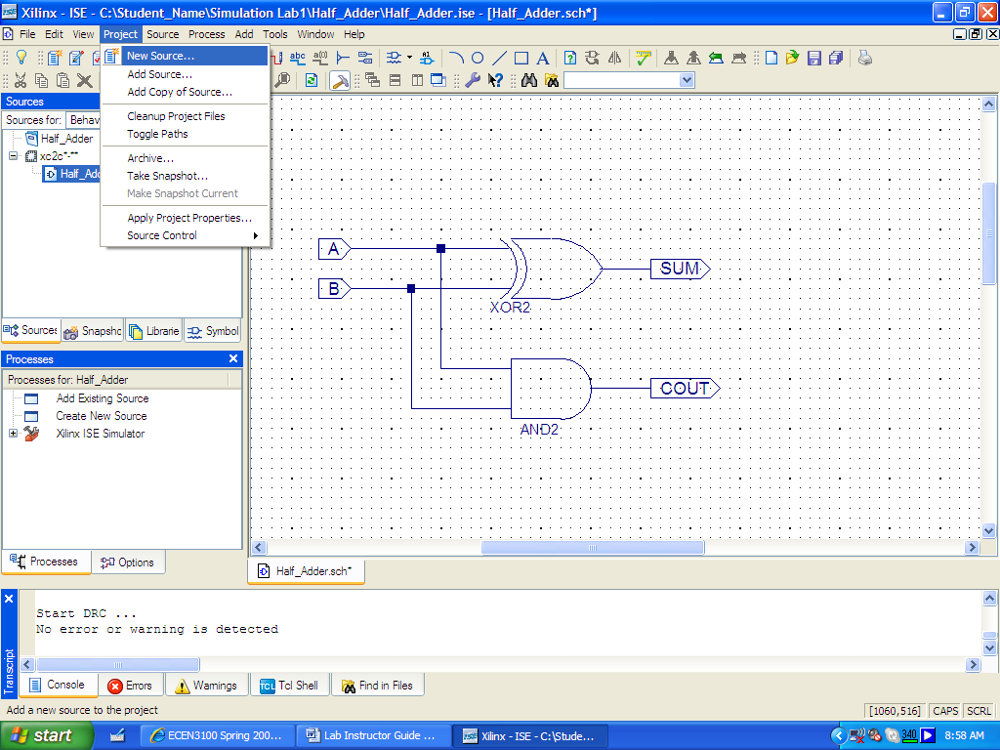 Xilinx - ISE - C:\Student_Name\Simulation Lab1\Half_Adder\Half_Adder.ise - [Half_Adder.sch*]
File Edit View Project Source Process Add Tools Window Help
New Source...
Add Source...
Add Copy of Source...
Cleanup Project Files
Toggle Paths
Archive...
Take Snapshot...
Make Snapshot Current
Apply Project Properties...
Source Control
Sources
Sources for: Behav
Half_Adder
xc2c*-**
Half_Add
Sources Snapshc Librarie Symbol
Processes
Processes for: Half_Adder
Add Existing Source
Create New Source
Xilinx ISE Simulator
Processes Options
A
B
SUM
XOR2
COUT
AND2
Half_Adder.sch*
Start DRC ...
No error or warning is detected
Transcript
Console Errors Warnings TCL Tcl Shell Find in Files
Add a new source to the project
[1060,516] CAPS SCRL
start ECEN3100 Spring 200... Lab Instructor Guide ... Xilinx - ISE - C:\Stude... 340 8:58 AM